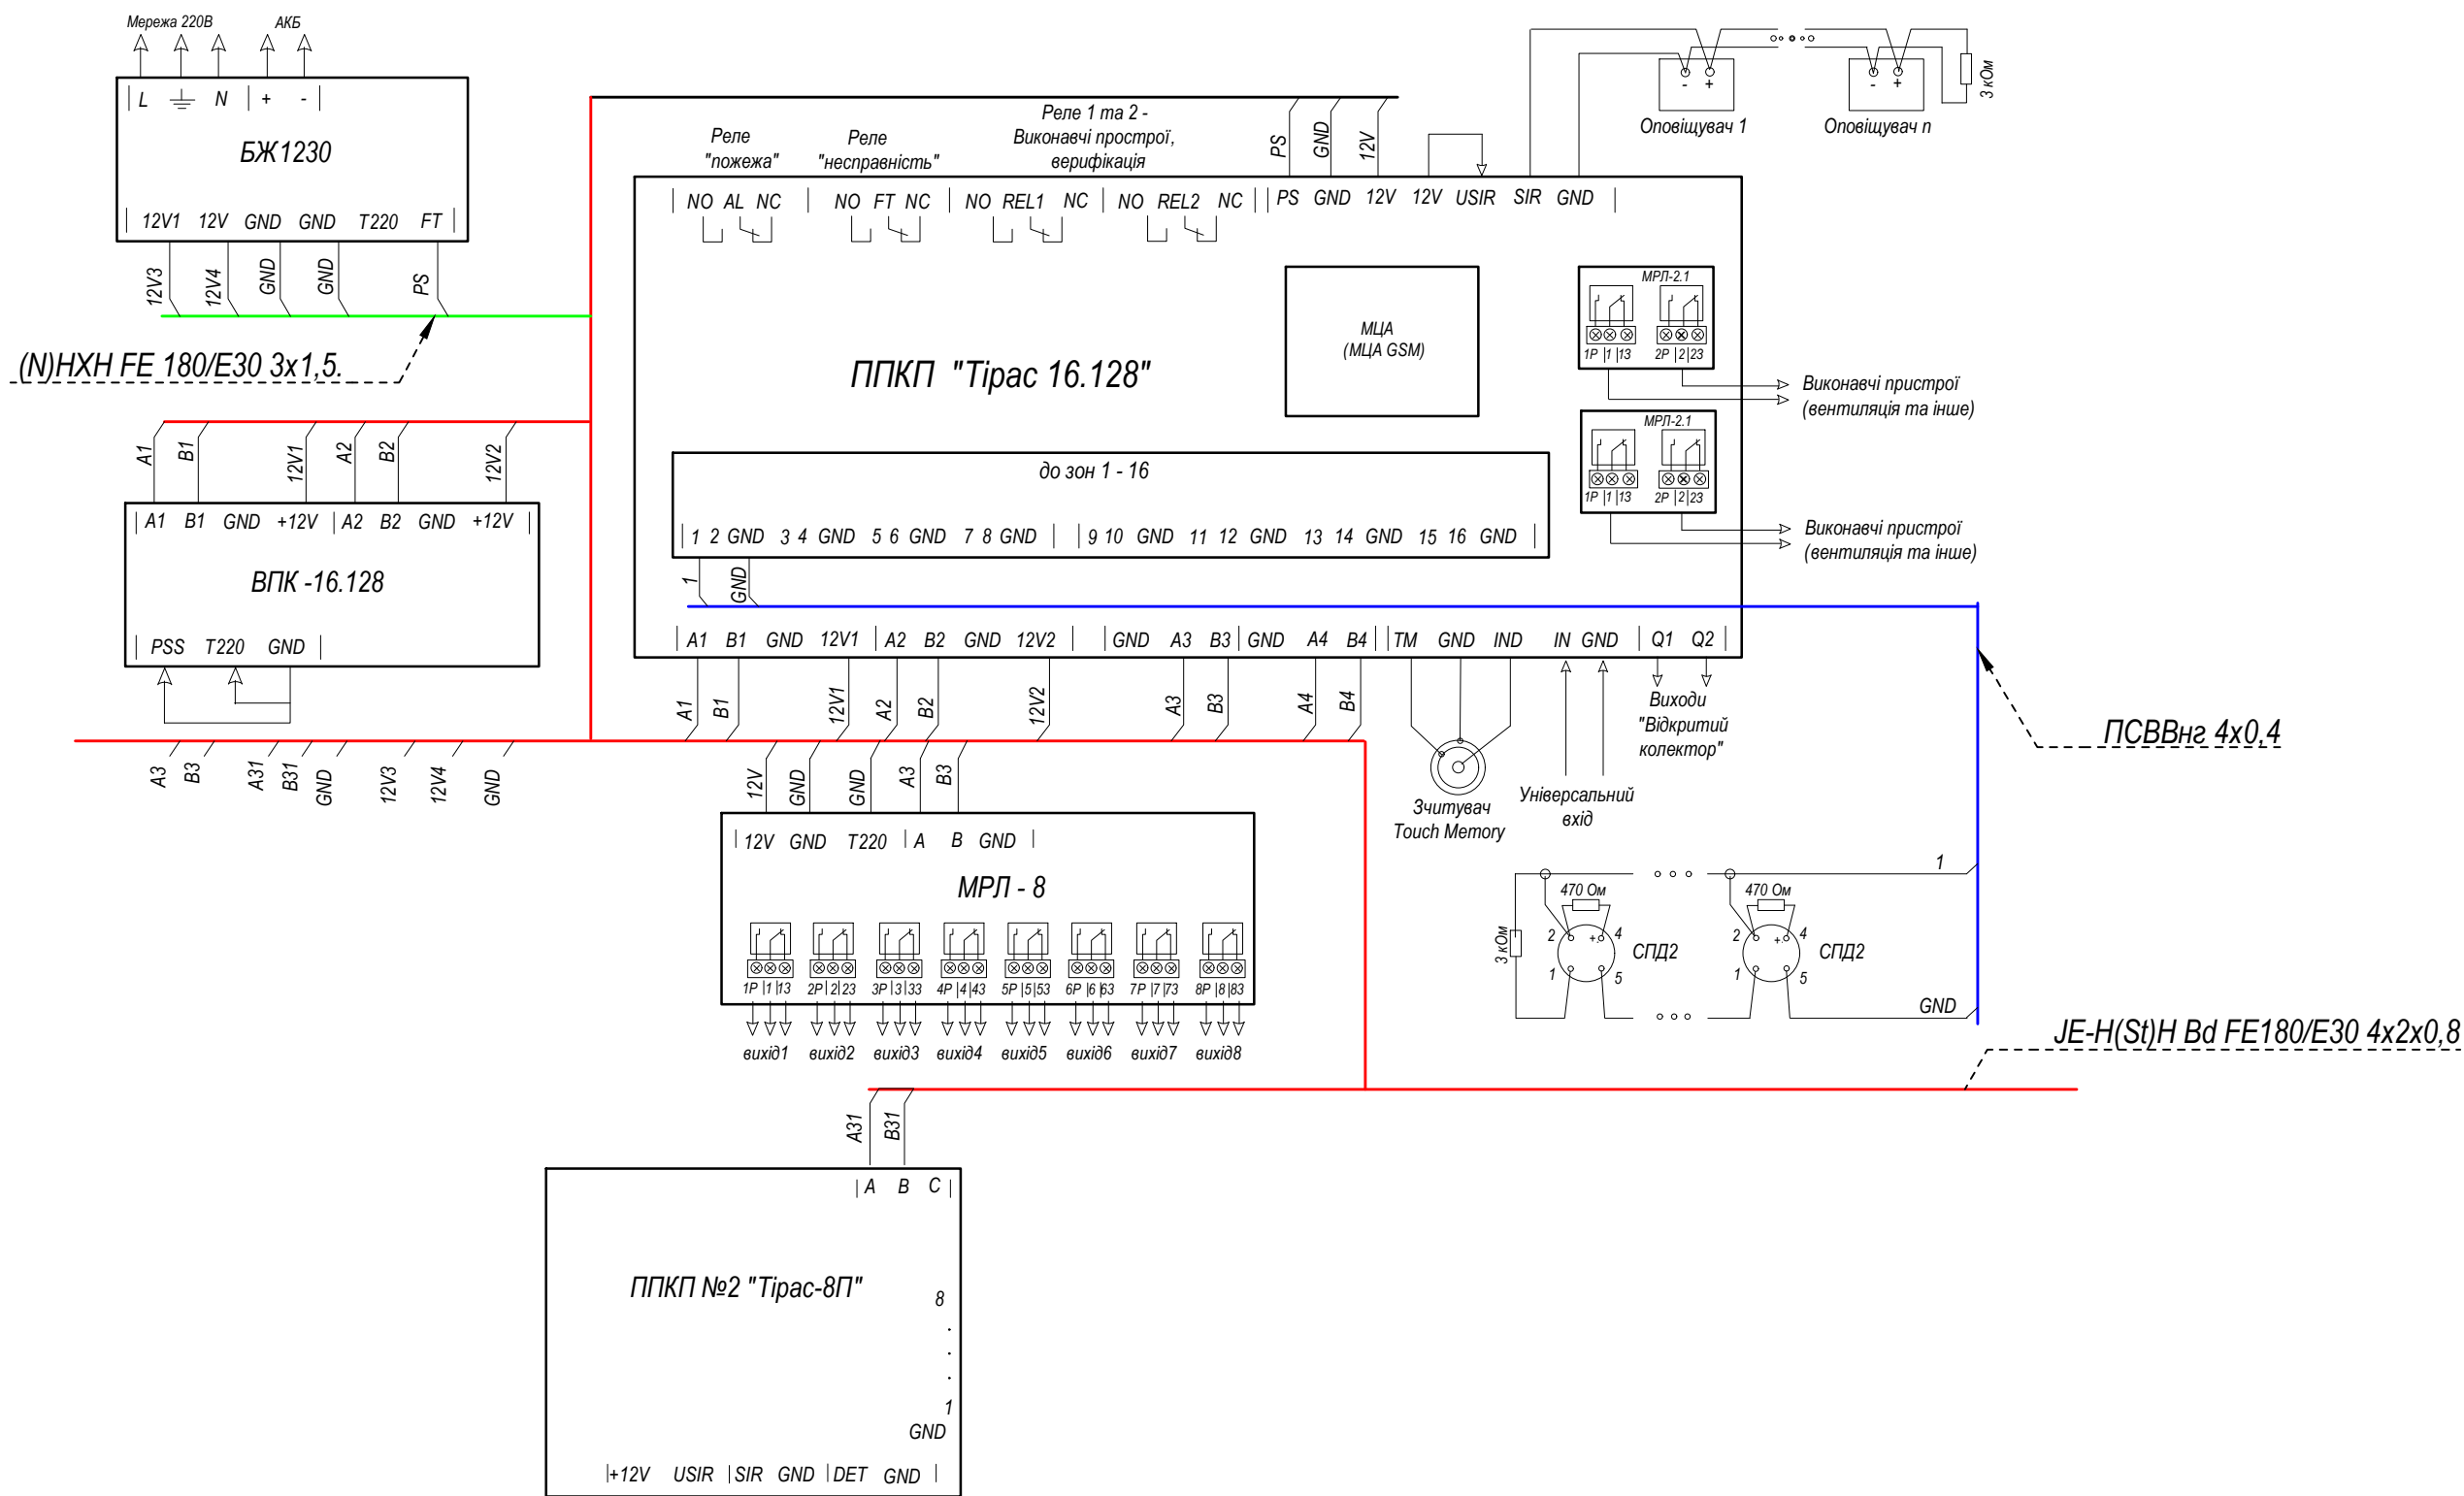 Мережа 220В
АКБ
L N + -
БЖ1230
12V1 12V GND GND T220 FT
12V3 12V4 GND GND PS
(N)HXH FE 180/E30 3x1,5.
A1 B1 12V1 A2 B2 12V2
A1 B1 GND +12V A2 B2 GND +12V
ВПК -16.128
PSS T220 GND
A3 B3 A31 B31 GND 12V3 12V4 GND
Реле
"пожежа"
Реле
"несправність"
Реле 1 та 2 -
Виконавчі прострої,
верифікація
PS GND 12V
NO AL NC NO FT NC NO REL1 NC NO REL2 NC PS GND 12V 12V USIR SIR GND
- +
Оповіщувач 1
- +
Оповіщувач n
3 кОм
ППКП "Тірас 16.128"
МЦА
(МЦА GSM)
МРЛ-2.1
1P |1 |13 2P |2 |23
Виконавчі пристрої
(вентиляція та інше)
МРЛ-2.1
1P |1 |13 2P |2 |23
Виконавчі пристрої
(вентиляція та інше)
до зон 1 - 16
1 2 GND 3 4 GND 5 6 GND 7 8 GND 9 10 GND 11 12 GND 13 14 GND 15 16 GND
1 GND
A1 B1 GND 12V1 A2 B2 GND 12V2 GND A3 B3 GND A4 B4 TM GND IND IN GND Q1 Q2
A1 B1 12V1 A2 B2 12V2 A3 B3 A4 B4
Виходи
"Відкритий
колектор"
Зчитувач
Touch Memory
Універсальний
вхід
ПСВВнг 4x0,4
12V GND GND A3 B3
12V GND T220 A B GND
МРЛ - 8
1P |1 |13 2P |2 |23 3P |3 |33 4P |4 |43 5P |5 |53 6P |6 |63 7P |7 |73 8P |8 |83
вихід1 вихід2 вихід3 вихід4 вихід5 вихід6 вихід7 вихід8
1
470 Ом 470 Ом
3 кОм
2 + 4 2 + 4
СПД2 СПД2
1 5 1 5
GND
JE-H(St)H Bd FE180/E30 4x2x0,8
A31 B31
A B C
ППКП №2 "Тірас-8П"
8
.
.
.
1
GND
+12V USIR SIR GND DET GND